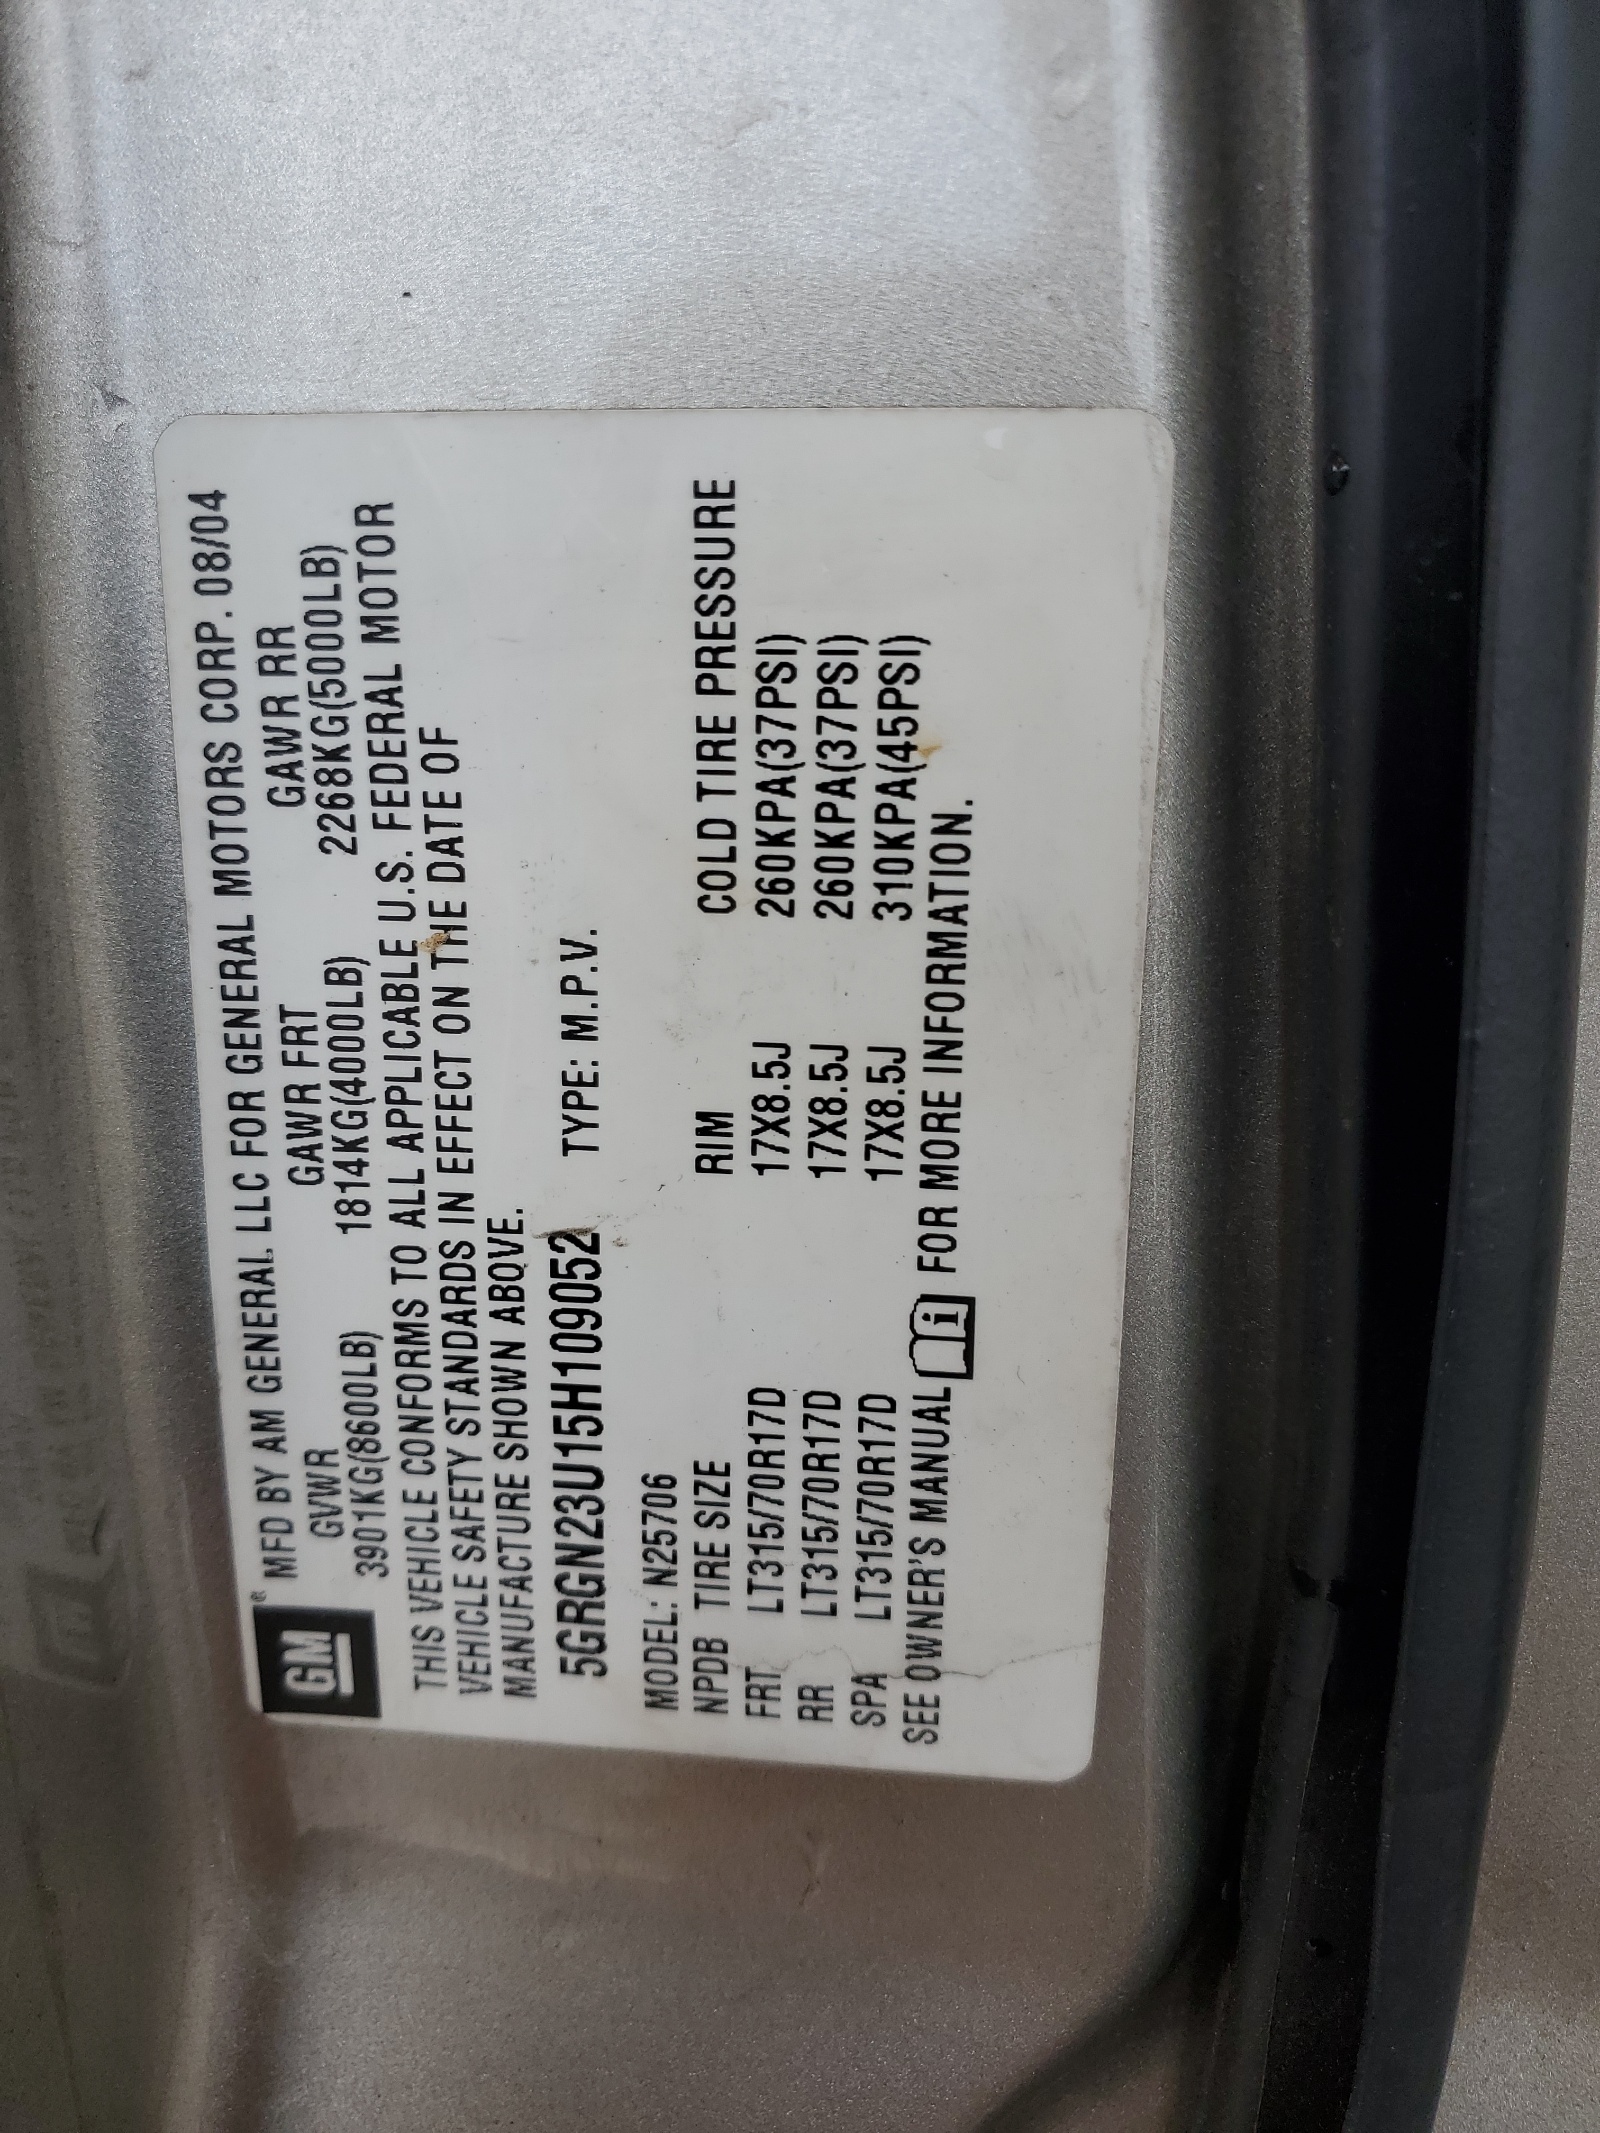 GM® MFD BY AM GENERAL LLC FOR GENERAL MOTORS CORP. 08/04
GVWR GAWR FRT GAWR RR
3901KG(8600LB) 1814KG(4000LB) 2268KG(5000LB)
THIS VEHICLE CONFORMS TO ALL APPLICABLE U.S. FEDERAL MOTOR
VEHICLE SAFETY STANDARDS IN EFFECT ON THE DATE OF
MANUFACTURE SHOWN ABOVE.
5GRGN23U15H109052 TYPE: M.P.V.
MODEL: N25706
NPDB TIRE SIZE RIM COLD TIRE PRESSURE
FRT LT315/70R17D 17X8.5J 260KPA(37PSI)
RR LT315/70R17D 17X8.5J 260KPA(37PSI)
SPA LT315/70R17D 17X8.5J 310KPA(45PSI)
SEE OWNER'S MANUAL i FOR MORE INFORMATION.